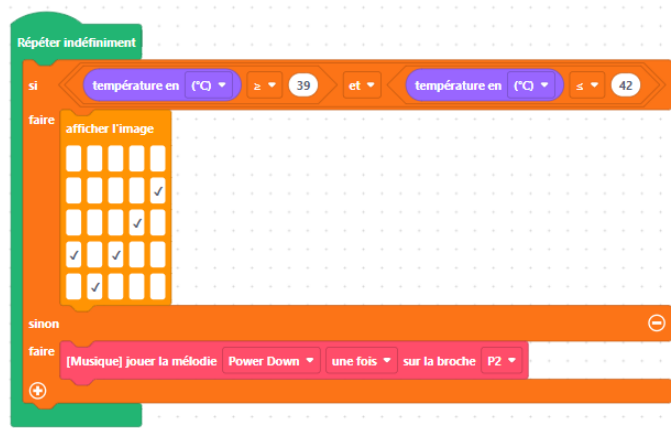 Répéter indéfiniment
si température en (°C) ≥ 39 et température en (°C) ≤ 42
faire afficher l'image
sinon
faire [Musique] jouer la mélodie Power Down une fois sur la broche P2